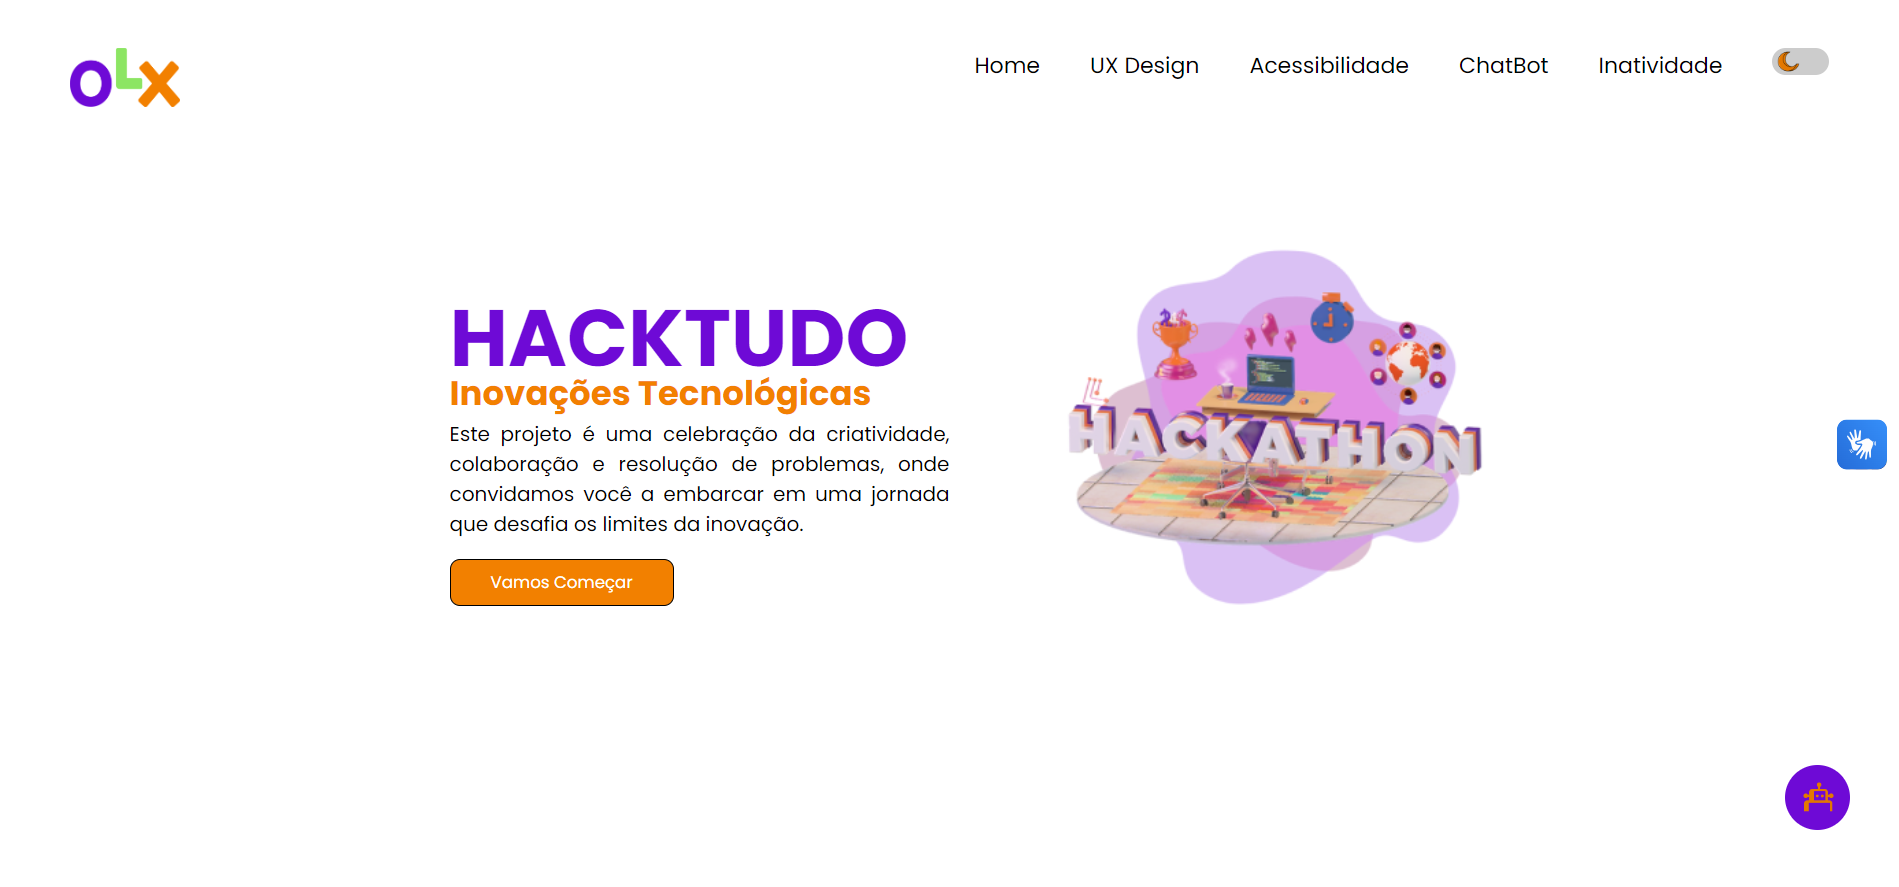 OLX
Home
UX Design
Acessibilidade
ChatBot
Inatividade
HACKTUDO
Inovações Tecnológicas
Este projeto é uma celebração da criatividade,
colaboração e resolução de problemas, onde
convidamos você a embarcar em uma jornada
que desafia os limites da inovação.
Vamos Começar
HACKATHON